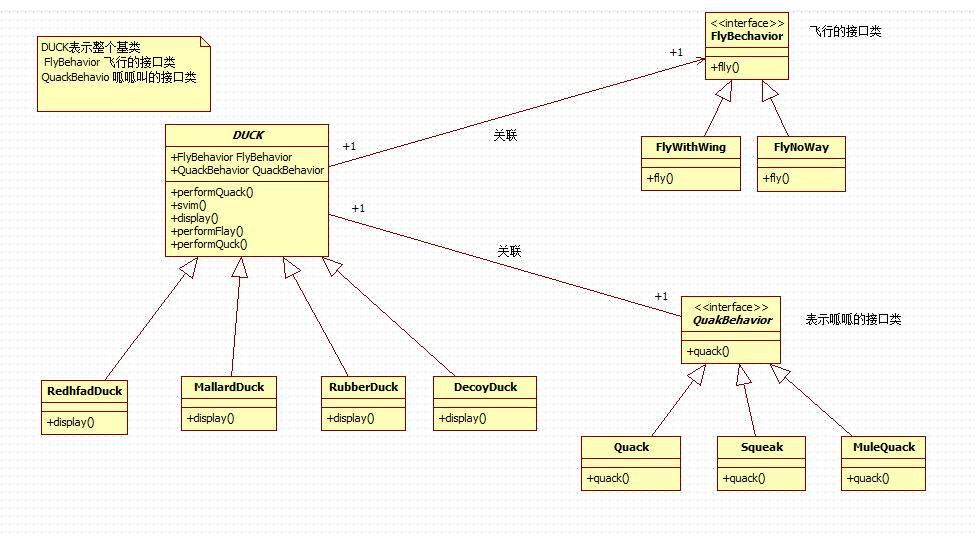 DUCK表示整个基类
FlyBehavior 飞行的接口类
QuackBehavio 呱呱叫的接口类
<<interface>>
FlyBechavior
+flly()
飞行的接口类
+1
关联
+1
DUCK
+FlyBehavior FlyBehavior
+QuackBehavior QuackBehavior
+performQuack()
+svim()
+display()
+performFlay()
+performQuck()
FlyWithWing
+fly()
FlyNoWay
+fly()
+1
关联
+1
<<interface>>
QuakBehavior
+quack()
表示呱呱的接口类
RedhfadDuck
+display()
MallardDuck
+display()
RubberDuck
+display()
DecoyDuck
+display()
Quack
+quack()
Squeak
+quack()
MuleQuack
+quack()